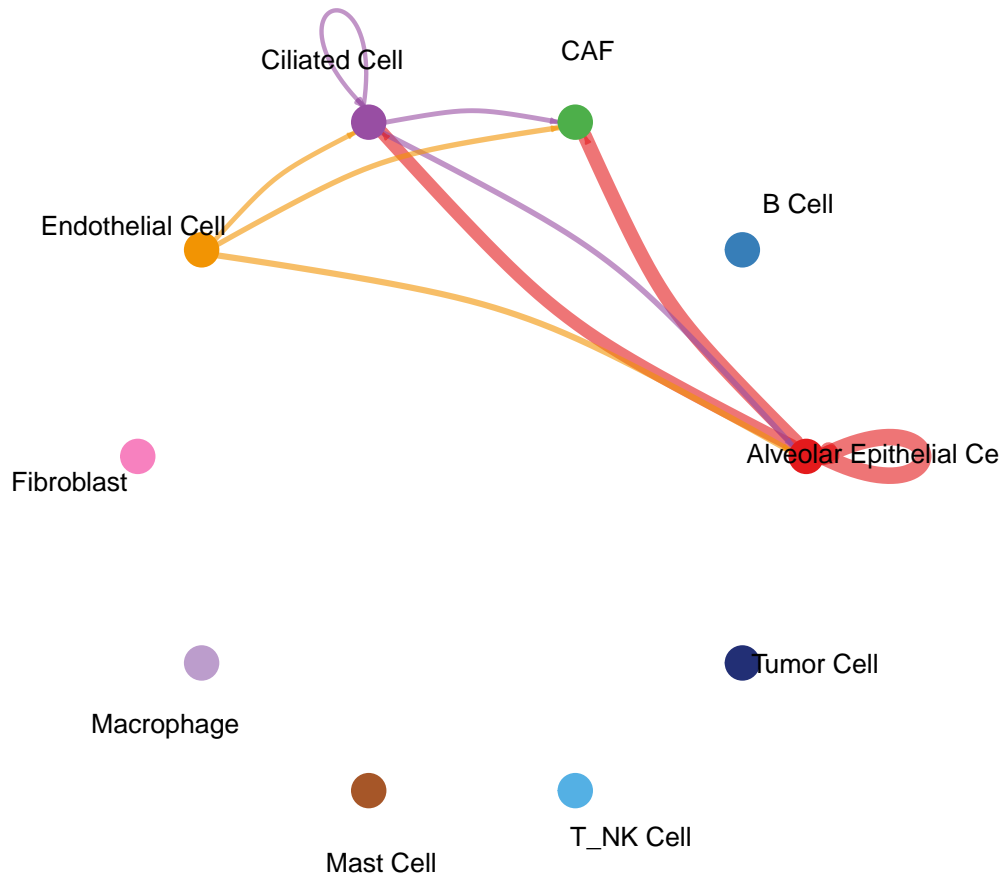 CAF
Ciliated Cell
B Cell
Endothelial Cell
Alveolar Epithelial Ce
Fibroblast
Tumor Cell
Macrophage
T_NK Cell
Mast Cell